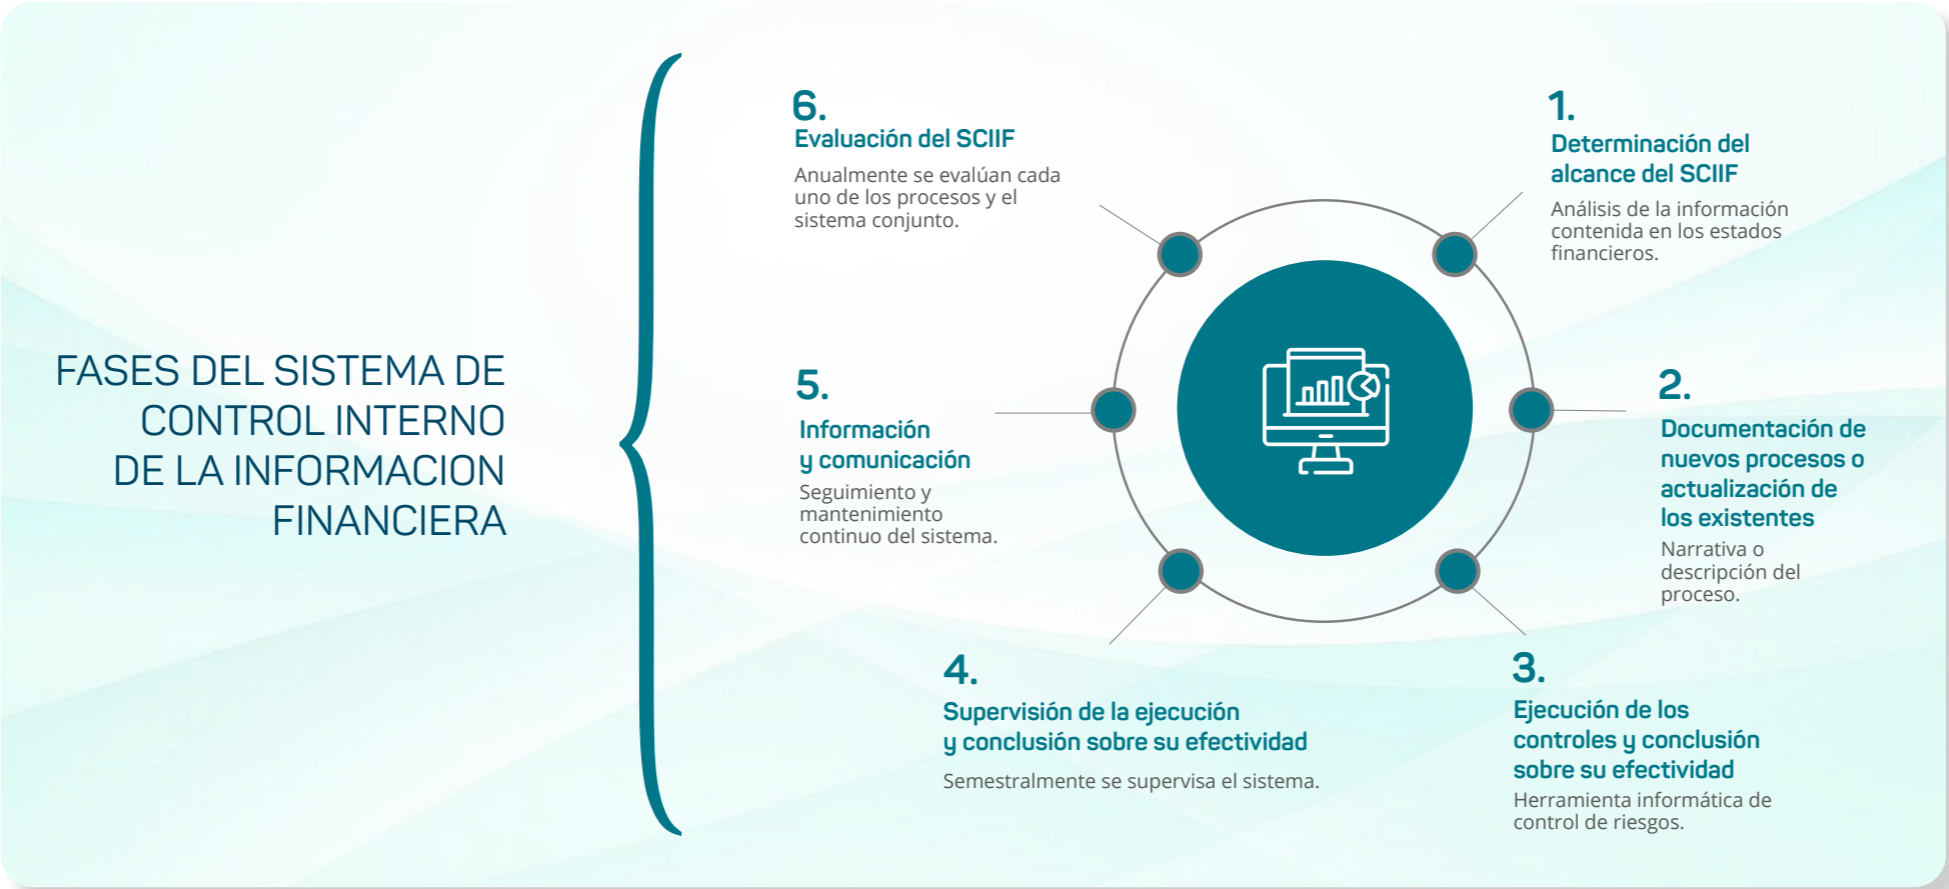 FASES DEL SISTEMA DE
CONTROL INTERNO
DE LA INFORMACION
FINANCIERA
1.
Determinación del
alcance del SCIIF
Análisis de la información
contenida en los estados
financieros.
2.
Documentación de
nuevos procesos o
actualización de
los existentes
Narrativa o
descripción del
proceso.
3.
Ejecución de los
controles y conclusión
sobre su efectividad
Herramienta informática de
control de riesgos.
4.
Supervisión de la ejecución
y conclusión sobre su efectividad
Semestralmente se supervisa el sistema.
5.
Información
y comunicación
Seguimiento y
mantenimiento
continuo del sistema.
6.
Evaluación del SCIIF
Anualmente se evalúan cada
uno de los procesos y el
sistema conjunto.